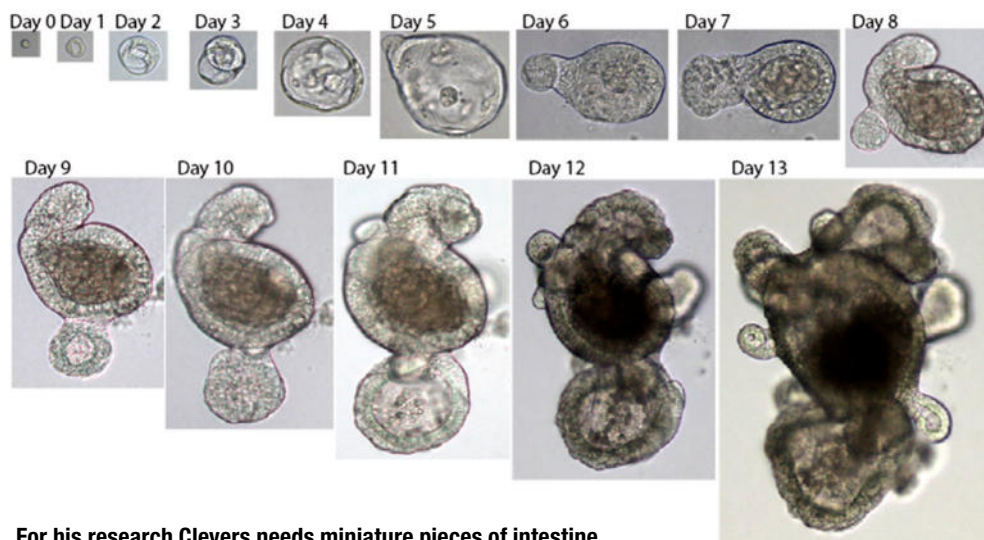 Day 0 Day 1 Day 2 Day 3 Day 4 Day 5 Day 6 Day 7 Day 8
Day 9 Day 10 Day 11 Day 12 Day 13
For his research Clevers needs miniature pieces of intestine